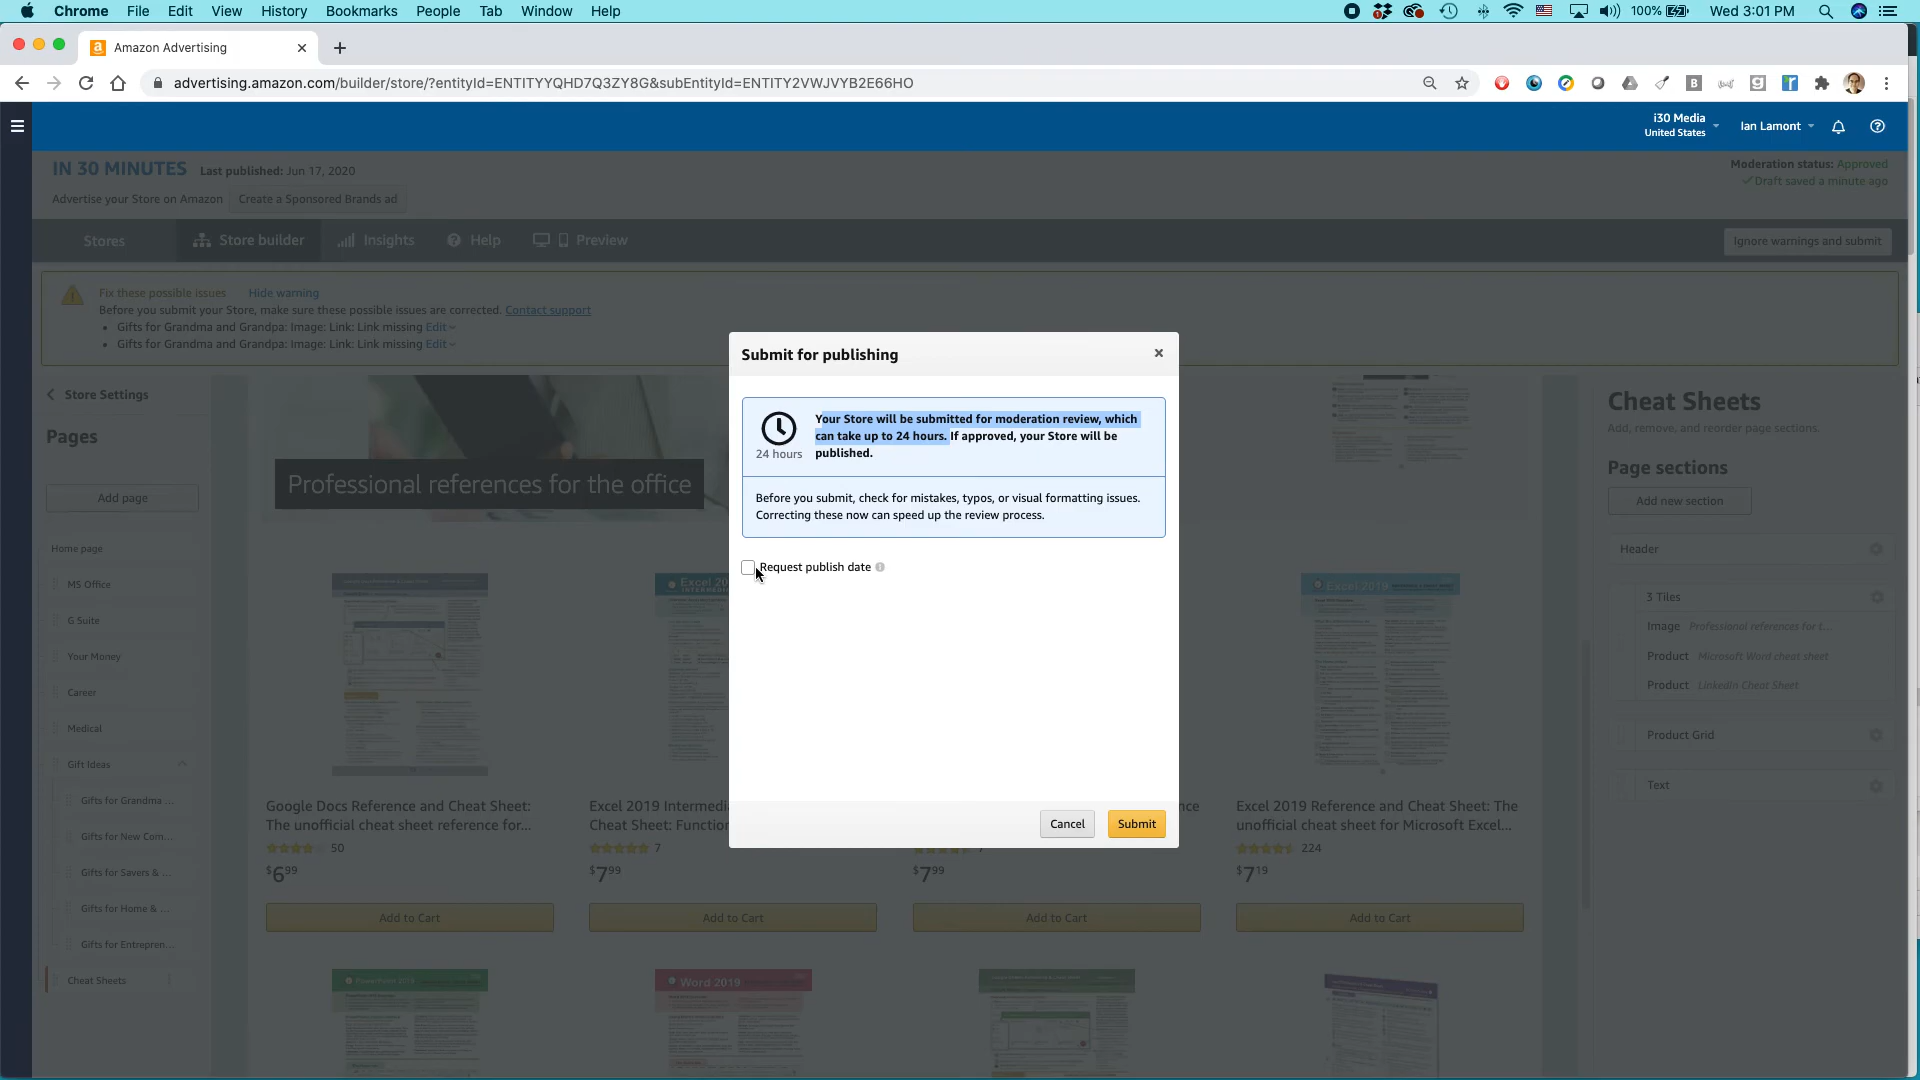 Chrome File Edit View History Bookmarks People Tab Window Help
100% Wed 3:01 PM
Amazon Advertising
advertising.amazon.com/builder/store/?entityId=ENTITYYQHD7Q3ZY8G&subEntityId=ENTITY2VWJVYB2E66HO
i30 Media
United States
Ian Lamont
IN 30 MINUTES Last published: Jun 17, 2020
Moderation status: Approved
Draft saved a minute ago
Advertise your Store on Amazon Create a Sponsored Brands ad
Stores Store builder Insights Help Preview
Ignore warnings and submit
Fix these possible issues Hide warning
Before you submit your Store, make sure these possible issues are corrected. Contact support
• Gifts for Grandma and Grandpa: Image: Link: Link missing Edit
• Gifts for Grandma and Grandpa: Image: Link: Link missing Edit
Submit for publishing
24 hours
Your Store will be submitted for moderation review, which
can take up to 24 hours. If approved, your Store will be
published.
Before you submit, check for mistakes, typos, or visual formatting issues.
Correcting these now can speed up the review process.
Request publish date
Cancel
Submit
Store Settings
Pages
Add page
Home page
MS Office
G Suite
Your Money
Career
Medical
Gift Ideas
Gifts for Grandma ...
Gifts for New Com...
Gifts for Savers & ...
Gifts for Home & ...
Gifts for Entrepren...
Cheat Sheets
Professional references for the office
Google Docs Reference and Cheat Sheet:
The unofficial cheat sheet reference for...
50
$6.99
Add to Cart
Excel 20
Excel 2019 Intermedi
Cheat Sheet: Function
7
$7.99
Add to Cart
nce
$7.99
Add to Cart
Excel 2019
Excel 2019 Reference and Cheat Sheet: The
unofficial cheat sheet for Microsoft Excel...
224
$7.19
Add to Cart
PowerPoint 2019
Word 2019
Cheat Sheets
Add, remove, and reorder page sections.
Page sections
Add new section
Header
3 Tiles
Image Professional references for t...
Product Microsoft Word cheat sheet
Product LinkedIn Cheat Sheet
Product Grid
Text